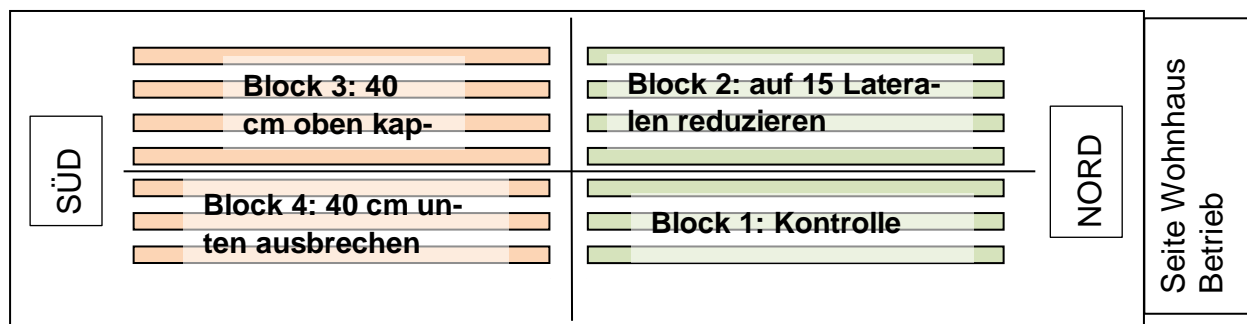 SÜD
Block 3: 40
cm oben kap-
Block 4: 40 cm un-
ten ausbrechen
Block 2: auf 15 Latera-
len reduzieren
Block 1: Kontrolle
NORD
Seite Wohnhaus
Betrieb